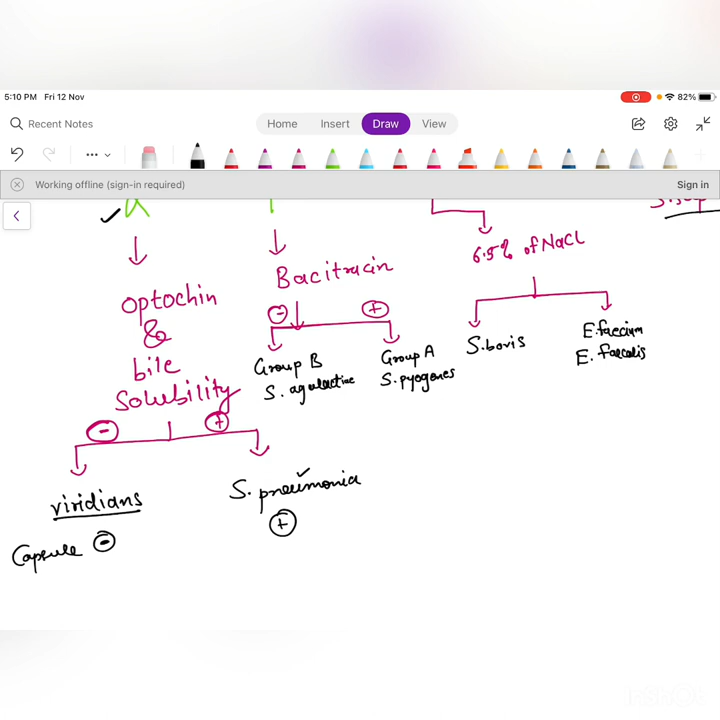 5:10 PM Fri 12 Nov
82%
Recent Notes
Home Insert Draw View
Working offline (sign-in required)
Sign in
α
optochin
&
bile
Solubility
⊖ ⊕
viridians
Capsule ⊖
S. pneumonia
⊕
Bacitracin
⊖ ⊕
Group B
S. agalactiae
Group A
S. pyogenes
6.5% of NaCl
S. bovis
E. faecium
E. faecalis
InShot